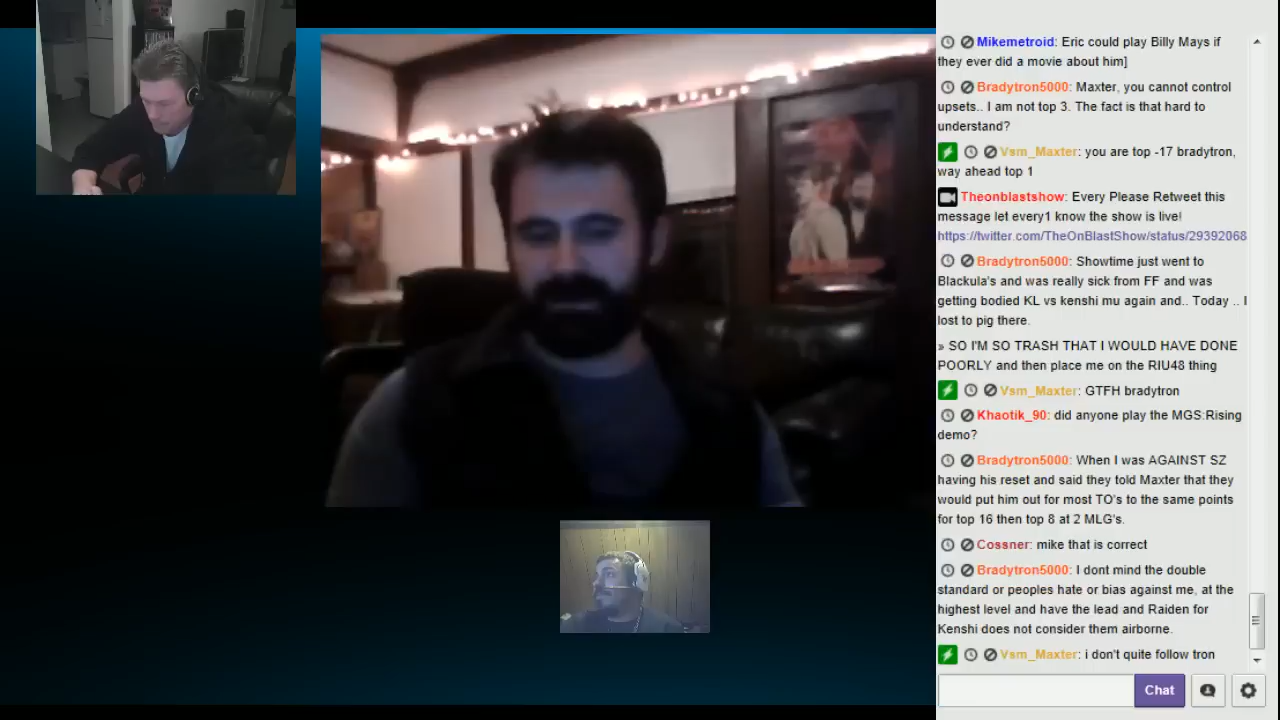 Mikemetroid: Eric could play Billy Mays if
they ever did a movie about him]
Bradytron5000: Maxter, you cannot control
upsets.. I am not top 3. The fact is that hard to
understand?
Vsm_Maxter: you are top -17 bradytron,
way ahead top 1
Theonblastshow: Every Please Retweet this
message let every1 know the show is live!
https://twitter.com/TheOnBlastShow/status/29392068
Bradytron5000: Showtime just went to
Blackula's and was really sick from FF and was
getting bodied KL vs kenshi mu again and.. Today .. I
lost to pig there.
» SO I'M SO TRASH THAT I WOULD HAVE DONE
POORLY and then place me on the RIU48 thing
Vsm_Maxter: GTFH bradytron
Khaotik_90: did anyone play the MGS:Rising
demo?
Bradytron5000: When I was AGAINST SZ
having his reset and said they told Maxter that they
would put him out for most TO's to the same points
for top 16 then top 8 at 2 MLG's.
Cossner: mike that is correct
Bradytron5000: I dont mind the double
standard or peoples hate or bias against me, at the
highest level and have the lead and Raiden for
Kenshi does not consider them airborne.
Vsm_Maxter: i don't quite follow tron
Chat